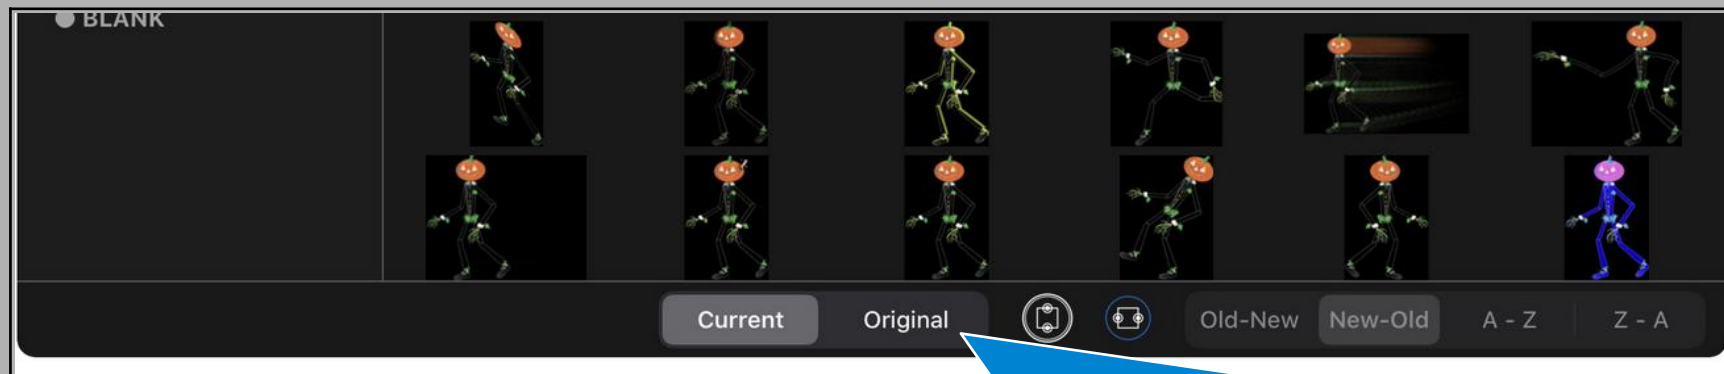 BLANK
Current Original Old-New New-Old A - Z Z - A